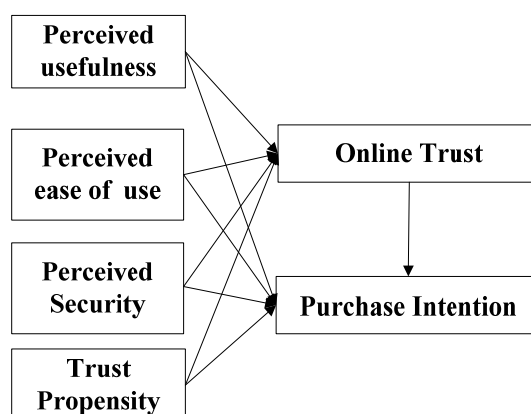 Perceived
usefulness
Perceived
ease of use
Perceived
Security
Trust
Propensity
Online Trust
Purchase Intention